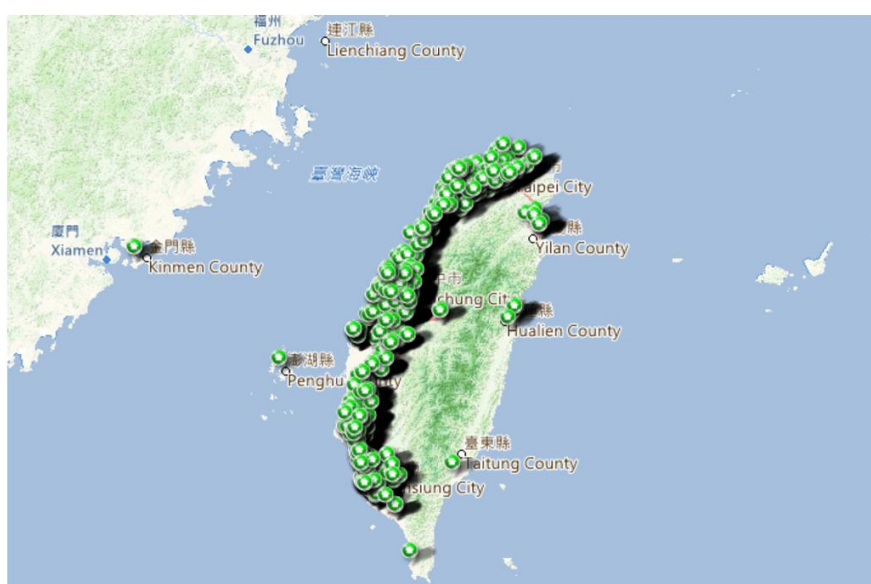 福州
Fuzhou
連江縣
Lienchiang County
臺灣海峽
aipei City
廈門
Xiamen
金門縣
Kinmen County
縣
Yilan County
中市
chung City
縣
Hualien County
澎湖縣
Penghu nty
臺東縣
Taitung County
hsiung City